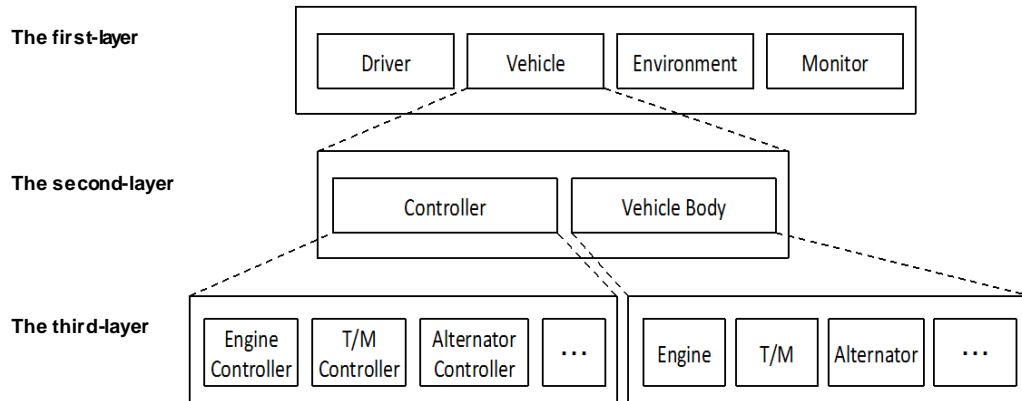 The first-layer
Driver
Vehicle
Environment
Monitor
The second-layer
Controller
Vehicle Body
The third-layer
Engine
Controller
T/M
Controller
Alternator
Controller
...
Engine
T/M
Alternator
...